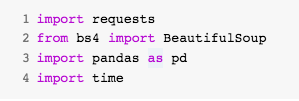 1 import requests
2 from bs4 import BeautifulSoup
3 import pandas as pd
4 import time